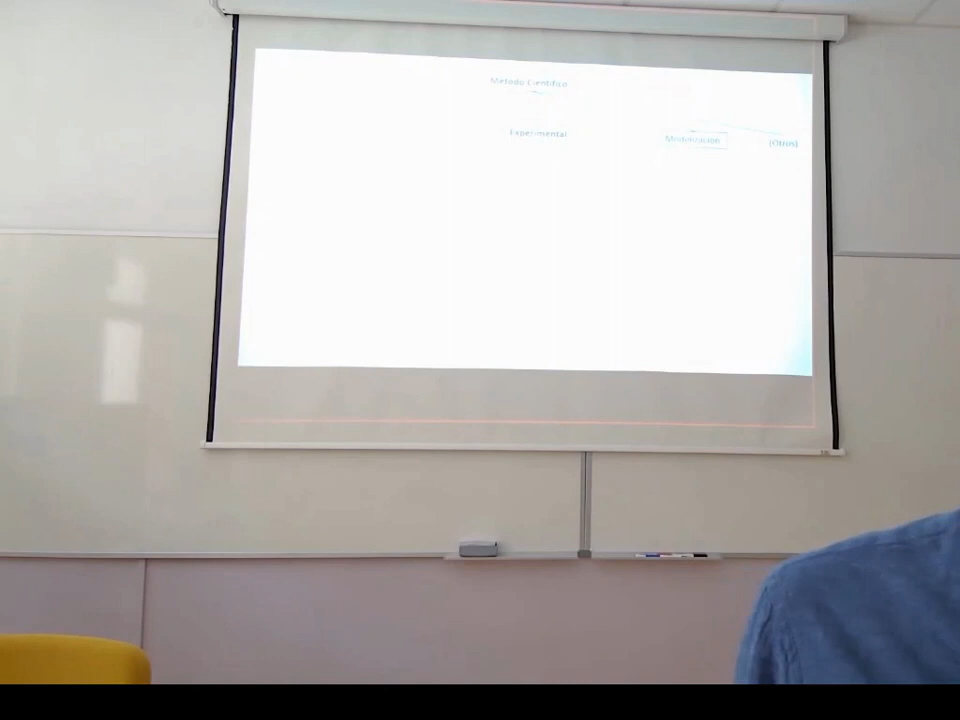 Método Científico
Experimental
Modelización
(Otros)